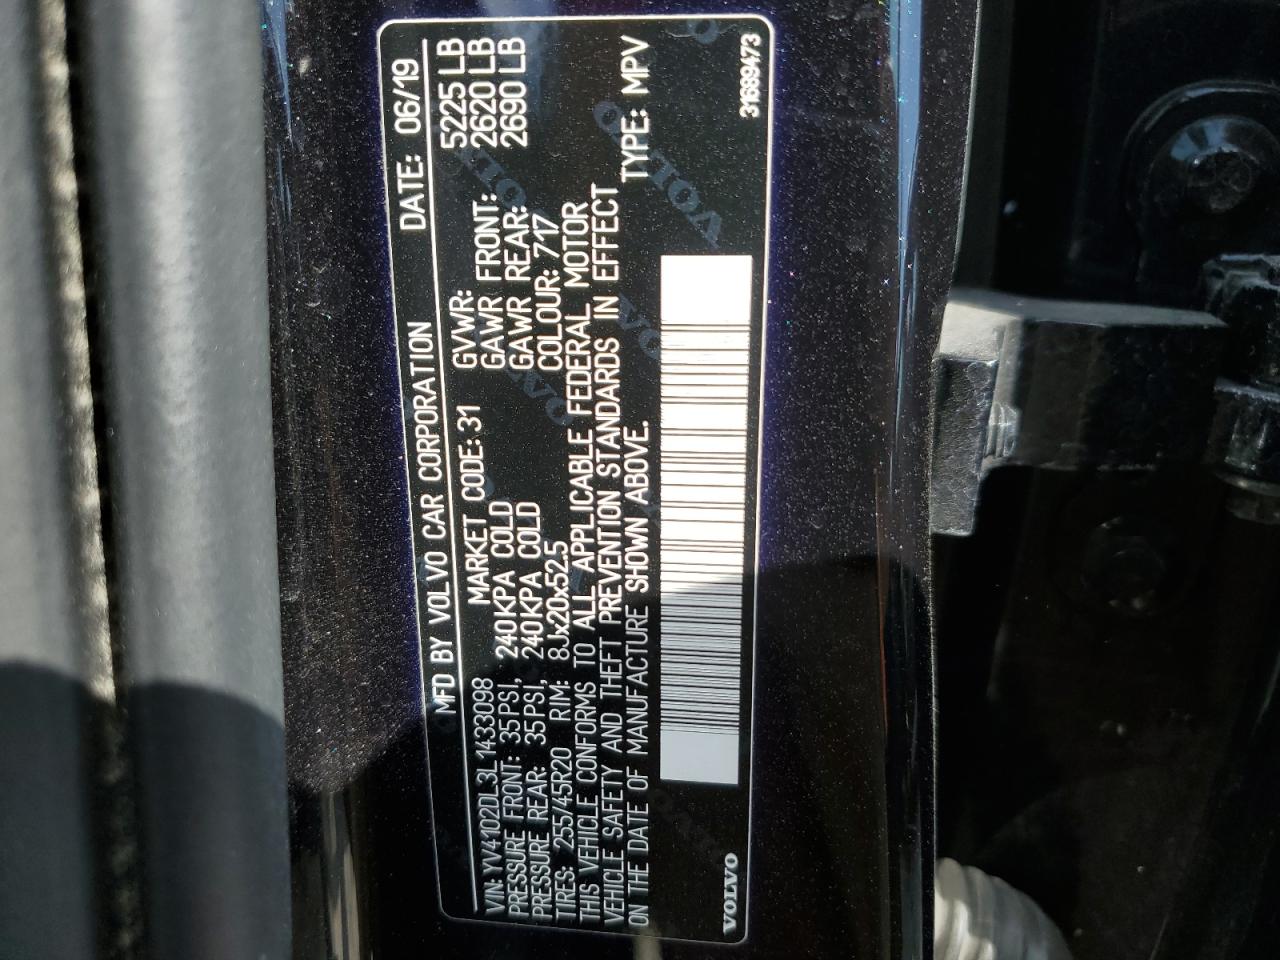 MFD BY VOLVO CAR CORPORATION DATE: 06/19
VIN: YV4102DL3L1433098 MARKET CODE: 31 GVWR: 5225 LB
PRESSURE FRONT: 35PSI, 240KPA COLD GAWR FRONT: 2620 LB
PRESSURE REAR: 35PSI, 240KPA COLD GAWR REAR: 2690 LB
TIRES: 255/45R20 RIM: 8Jx20x52.5 COLOUR: 717
THIS VEHICLE CONFORMS TO ALL APPLICABLE FEDERAL MOTOR
VEHICLE SAFETY AND THEFT PREVENTION STANDARDS IN EFFECT
ON THE DATE OF MANUFACTURE SHOWN ABOVE. TYPE: MPV
VOLVO 31689473